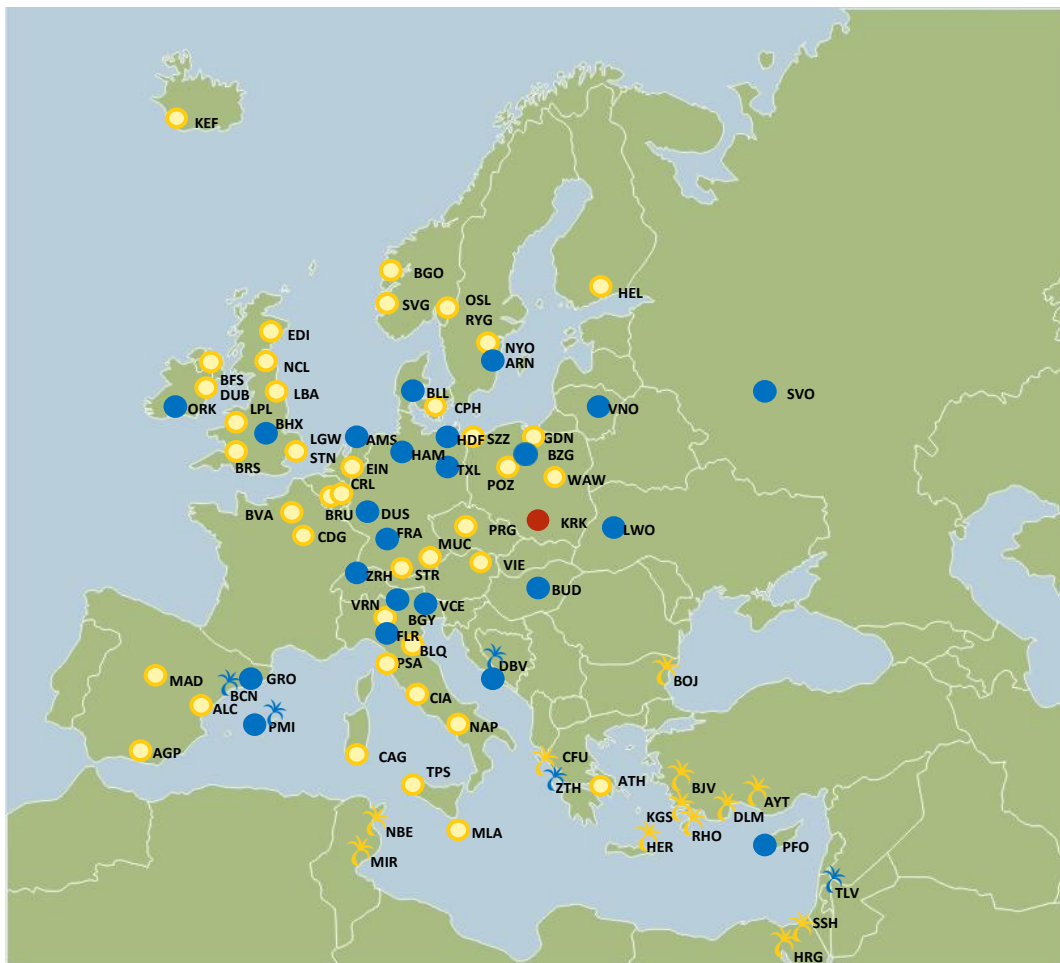 KEF
BGO
HEL
SVG
OSL
RYG
EDI
NYO
ARN
NCL
BFS
DUB
LBA
BLL
SVO
ORK
LPL
CPH
VNO
BHX
LGW
AMS
HDF
SZZ
GDN
BRS
STN
HAM
BZG
EIN
TXL
POZ
WAW
CRL
BVA
BRU
DUS
CDG
FRA
PRG
KRK
LWO
MUC
ZRH
STR
VIE
BUD
VRN
BGY
VCE
FLR
BLQ
PSA
DBV
MAD
BCN
GRO
BOJ
ALC
CIA
PMI
NAP
AGP
CAG
CFU
TPS
ZTH
ATH
BJV
AYT
NBE
MLA
KGS
DLM
RHO
MIR
HER
PFO
TLV
SSH
HRG